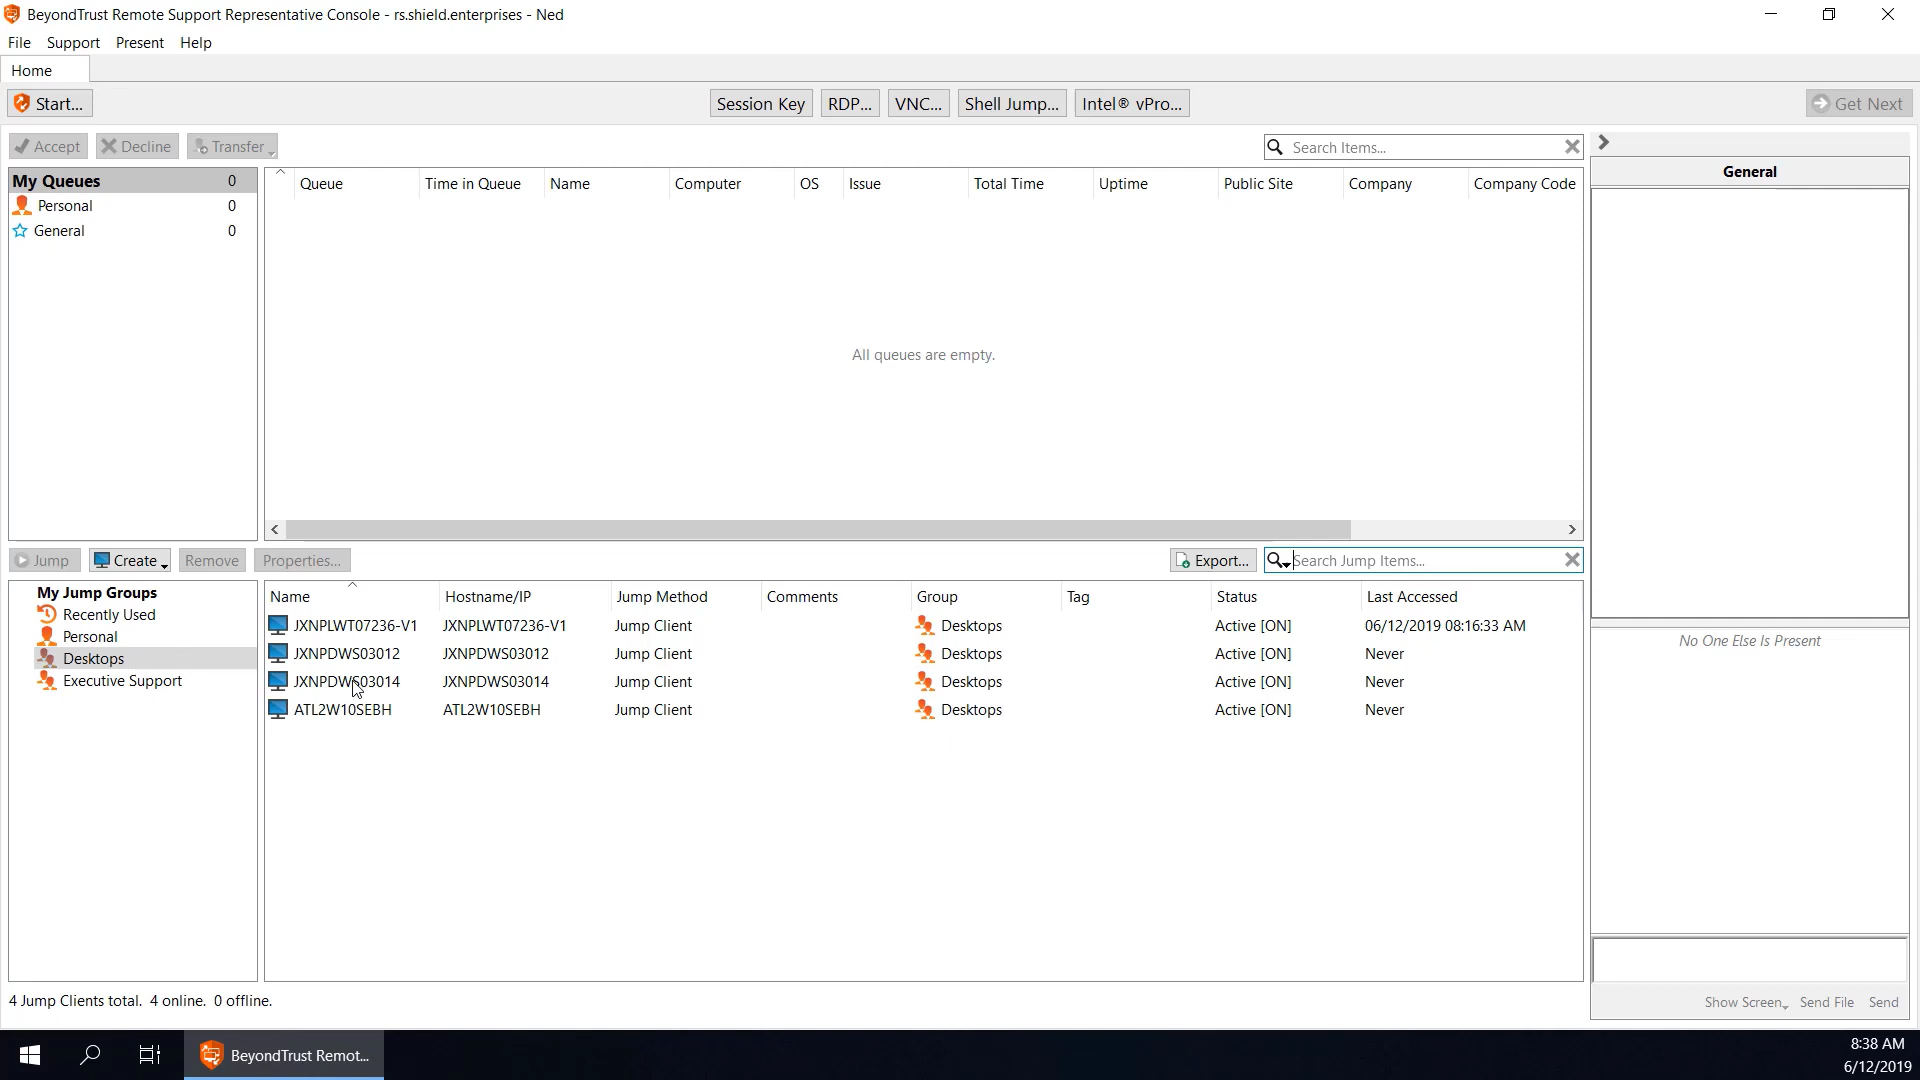 BeyondTrust Remote Support Representative Console - rs.shield.enterprises - Ned
File Support Present Help
Home
Start... Session Key RDP... VNC... Shell Jump... Intel® vPro... Get Next
Accept Decline Transfer Search Items...
General
My Queues 0
Personal 0
General 0
Queue Time in Queue Name Computer OS Issue Total Time Uptime Public Site Company Company Code
All queues are empty.
Jump Create Remove Properties... Export... Search Jump Items...
My Jump Groups
Recently Used
Personal
Desktops
Executive Support
Name Hostname/IP Jump Method Comments Group Tag Status Last Accessed
JXNPLWT07236-V1 JXNPLWT07236-V1 Jump Client Desktops Active [ON] 06/12/2019 08:16:33 AM
JXNPDWS03012 JXNPDWS03012 Jump Client Desktops Active [ON] Never
JXNPDWS03014 JXNPDWS03014 Jump Client Desktops Active [ON] Never
ATL2W10SEBH ATL2W10SEBH Jump Client Desktops Active [ON] Never
No One Else Is Present
4 Jump Clients total. 4 online. 0 offline.
Show Screen Send File Send
BeyondTrust Remot...
8:38 AM
6/12/2019